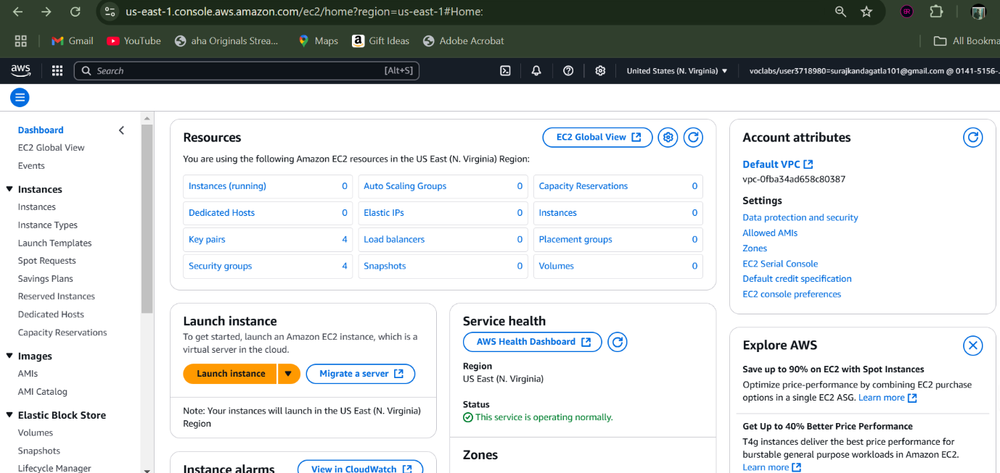 us-east-1.console.aws.amazon.com/ec2/home?region=us-east-1#Home:
Gmail
YouTube
aha Originals Strea...
Maps
Gift Ideas
Adobe Acrobat
All Bookma
aws
Search
[Alt+S]
United States (N. Virginia)
voclabs/user3718980=surajkandagatla101@gmail.com @ 0141-5156-...
Dashboard
EC2 Global View
Events
Instances
Instances
Instance Types
Launch Templates
Spot Requests
Savings Plans
Reserved Instances
Dedicated Hosts
Capacity Reservations
Images
AMIs
AMI Catalog
Elastic Block Store
Volumes
Snapshots
Lifecycle Manager
Resources
EC2 Global View
You are using the following Amazon EC2 resources in the US East (N. Virginia) Region:
Instances (running) 0
Auto Scaling Groups 0
Capacity Reservations 0
Dedicated Hosts 0
Elastic IPs 0
Instances 0
Key pairs 4
Load balancers 0
Placement groups 0
Security groups 4
Snapshots 0
Volumes 0
Launch instance
To get started, launch an Amazon EC2 instance, which is a
virtual server in the cloud.
Launch instance
Migrate a server
Note: Your instances will launch in the US East (N. Virginia)
Region
Instance alarms
View in CloudWatch
Service health
AWS Health Dashboard
Region
US East (N. Virginia)
Status
This service is operating normally.
Zones
Account attributes
Default VPC
vpc-0fba34ad658c80387
Settings
Data protection and security
Allowed AMIs
Zones
EC2 Serial Console
Default credit specification
EC2 console preferences
Explore AWS
Save up to 90% on EC2 with Spot Instances
Optimize price-performance by combining EC2 purchase
options in a single EC2 ASG. Learn more
Get Up to 40% Better Price Performance
T4g instances deliver the best price performance for
burstable general purpose workloads in Amazon EC2.
Learn more